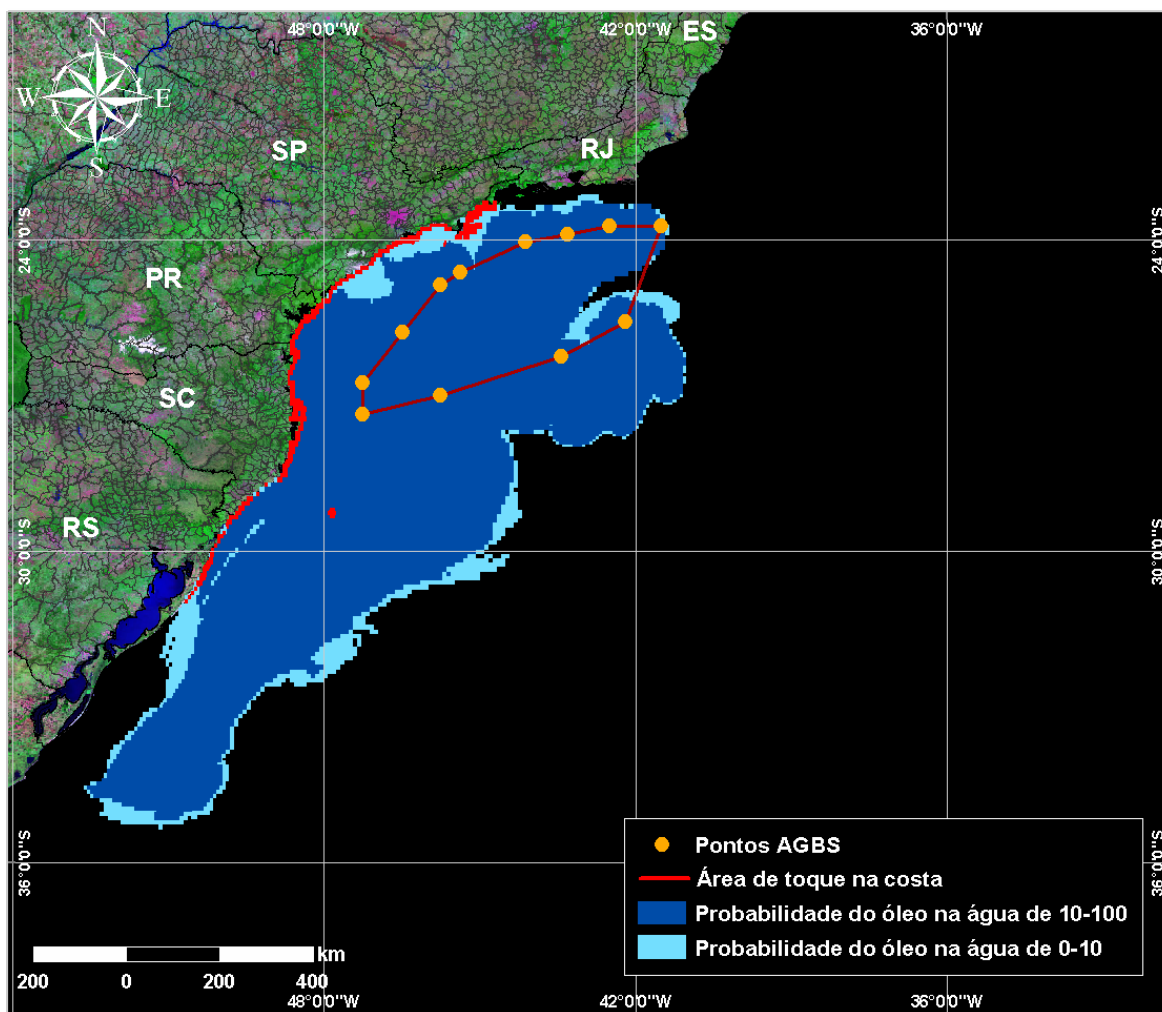 48°0'0"W
42°0'0"W
36°0'0"W
ES
N
W
E
S
SP
RJ
24°0'0"S
24°0'0"S
PR
SC
RS
30°0'0"S
30°0'0"S
Pontos AGBS
Área de toque na costa
Probabilidade do óleo na água de 10-100
Probabilidade do óleo na água de 0-10
36°0'0"S
36°0'0"S
km
200 0 200 400
48°0'0"W
42°0'0"W
36°0'0"W